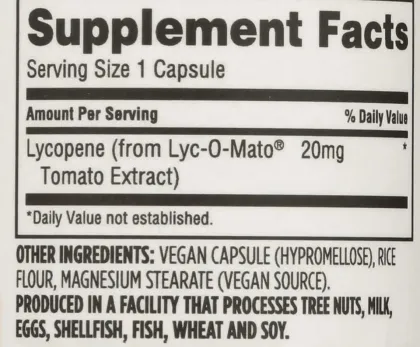 Supplement Facts
Serving Size 1 Capsule
Amount Per Serving % Daily Value
Lycopene (from Lyc-O-Mato® 20mg *
Tomato Extract)
*Daily Value not established.
OTHER INGREDIENTS: VEGAN CAPSULE (HYPROMELLOSE), RICE
FLOUR, MAGNESIUM STEARATE (VEGAN SOURCE).
PRODUCED IN A FACILITY THAT PROCESSES TREE NUTS, MILK,
EGGS, SHELLFISH, FISH, WHEAT AND SOY.